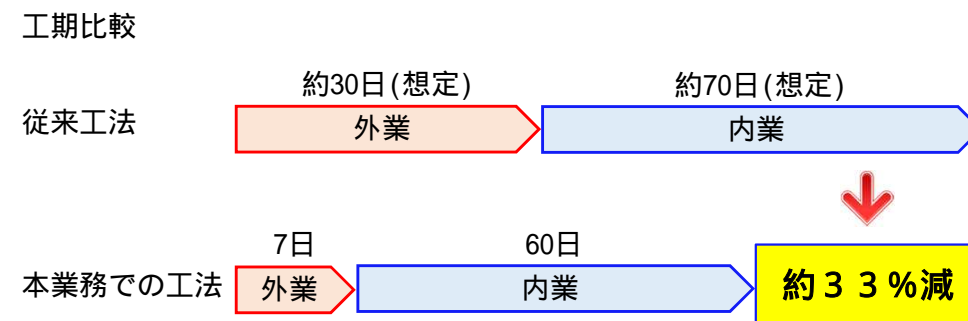 工期比較
約30日(想定)
約70日(想定)
従来工法
外業
内業
7日
60日
本業務での工法
外業
内業
約３３%減